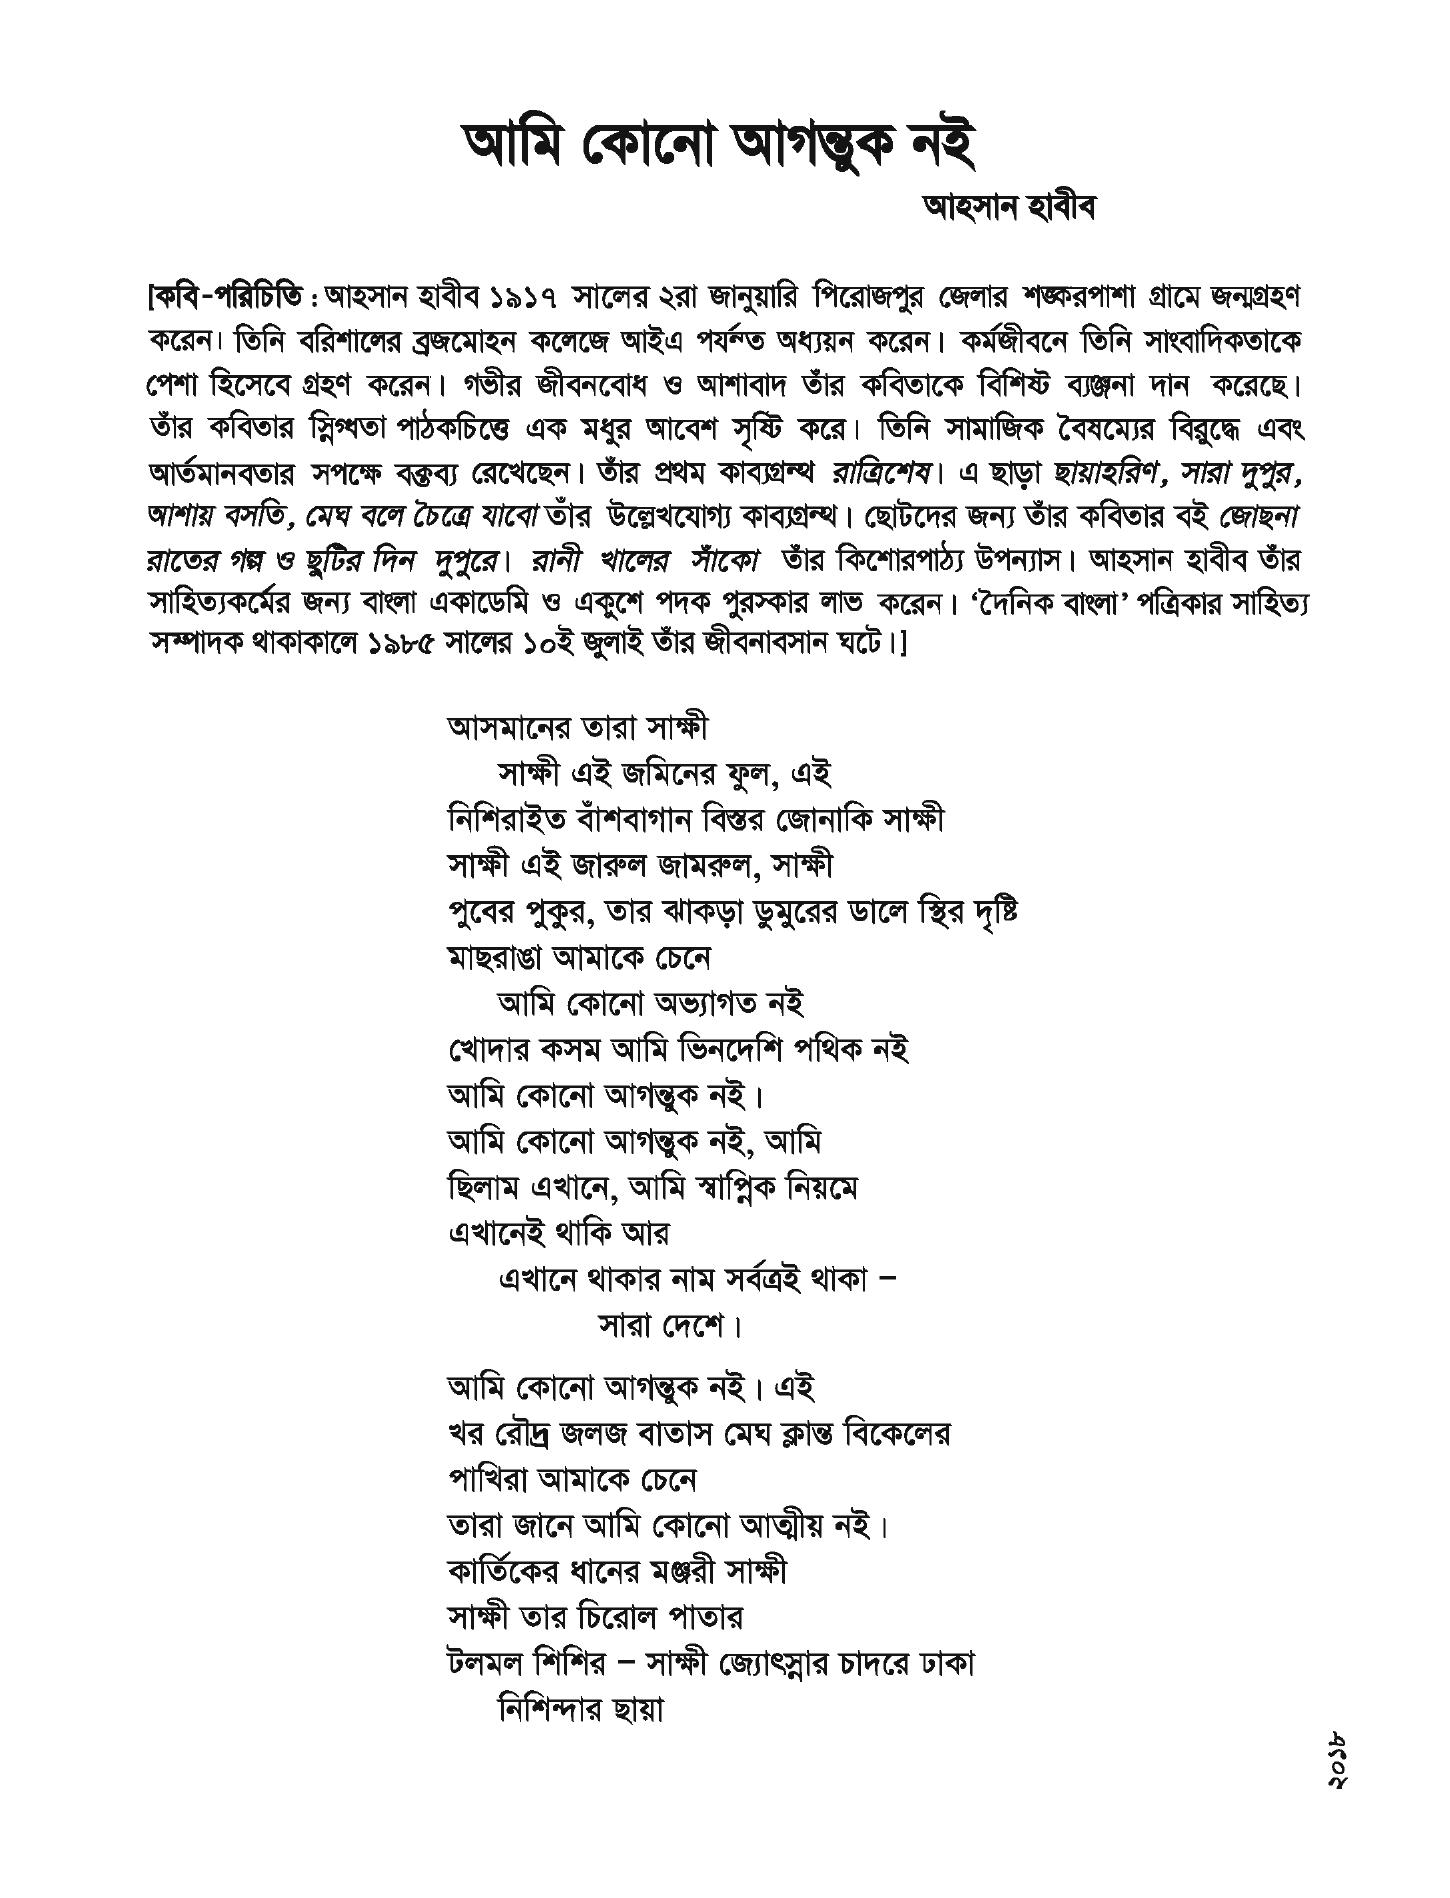 আমি কোনো আগন্তুক নই
আহসান হাবীব
[কবি-পরিচিতি : আহসান হাবীব ১৯১৭ সালের ২রা জানুয়ারি পিরোজপুর জেলার শঙ্করপাশা গ্রামে জন্মগ্রহণ
করেন। তিনি বরিশালের ব্রজমোহন কলেজে আইএ পর্যন্ত অধ্যয়ন করেন। কর্মজীবনে তিনি সাংবাদিকতাকে
পেশা হিসেবে গ্রহণ করেন। গভীর জীবনবোধ ও আশাবাদ তাঁর কবিতাকে বিশিষ্ট ব্যঞ্জনা দান করেছে।
তাঁর কবিতার স্নিগ্ধতা পাঠকচিত্তে এক মধুর আবেশ সৃষ্টি করে। তিনি সামাজিক বৈষম্যের বিরুদ্ধে এবং
আর্তমানবতার সপক্ষে বক্তব্য রেখেছেন। তাঁর প্রথম কাব্যগ্রন্থ রাত্রিশেষ। এ ছাড়া ছায়াহরিণ, সারা দুপুর,
আশায় বসতি, মেঘ বলে চৈত্রে যাবো তাঁর উল্লেখযোগ্য কাব্যগ্রন্থ। ছোটদের জন্য তাঁর কবিতার বই জোছনা
রাতের গল্প ও ছুটির দিন দুপুরে। রানী খালের সাঁকো তাঁর কিশোরপাঠ্য উপন্যাস। আহসান হাবীব তাঁর
সাহিত্যকর্মের জন্য বাংলা একাডেমি ও একুশে পদক পুরস্কার লাভ করেন। ‘দৈনিক বাংলা’ পত্রিকার সাহিত্য
সম্পাদক থাকাকালে ১৯৮৫ সালের ১০ই জুলাই তাঁর জীবনাবসান ঘটে।]
আসমানের তারা সাক্ষী
সাক্ষী এই জমিনের ফুল, এই
নিশিরাইত বাঁশবাগান বিস্তর জোনাকি সাক্ষী
সাক্ষী এই জারুল জামরুল, সাক্ষী
পুবের পুকুর, তার ঝাকড়া ডুমুরের ডালে স্থির দৃষ্টি
মাছরাঙা আমাকে চেনে
আমি কোনো অভ্যাগত নই
খোদার কসম আমি ভিনদেশি পথিক নই
আমি কোনো আগন্তুক নই।
আমি কোনো আগন্তুক নই, আমি
ছিলাম এখানে, আমি স্বাপ্নিক নিয়মে
এখানেই থাকি আর
এখানে থাকার নাম সর্বত্রই থাকা –
সারা দেশে।
আমি কোনো আগন্তুক নই। এই
খর রৌদ্র জলজ বাতাস মেঘ ক্লান্ত বিকেলের
পাখিরা আমাকে চেনে
তারা জানে আমি কোনো আত্মীয় নই।
কার্তিকের ধানের মঞ্জরী সাক্ষী
সাক্ষী তার চিরোল পাতার
টলমল শিশির – সাক্ষী জ্যোৎস্নার চাদরে ঢাকা
নিশিন্দার ছায়া
২০১৮